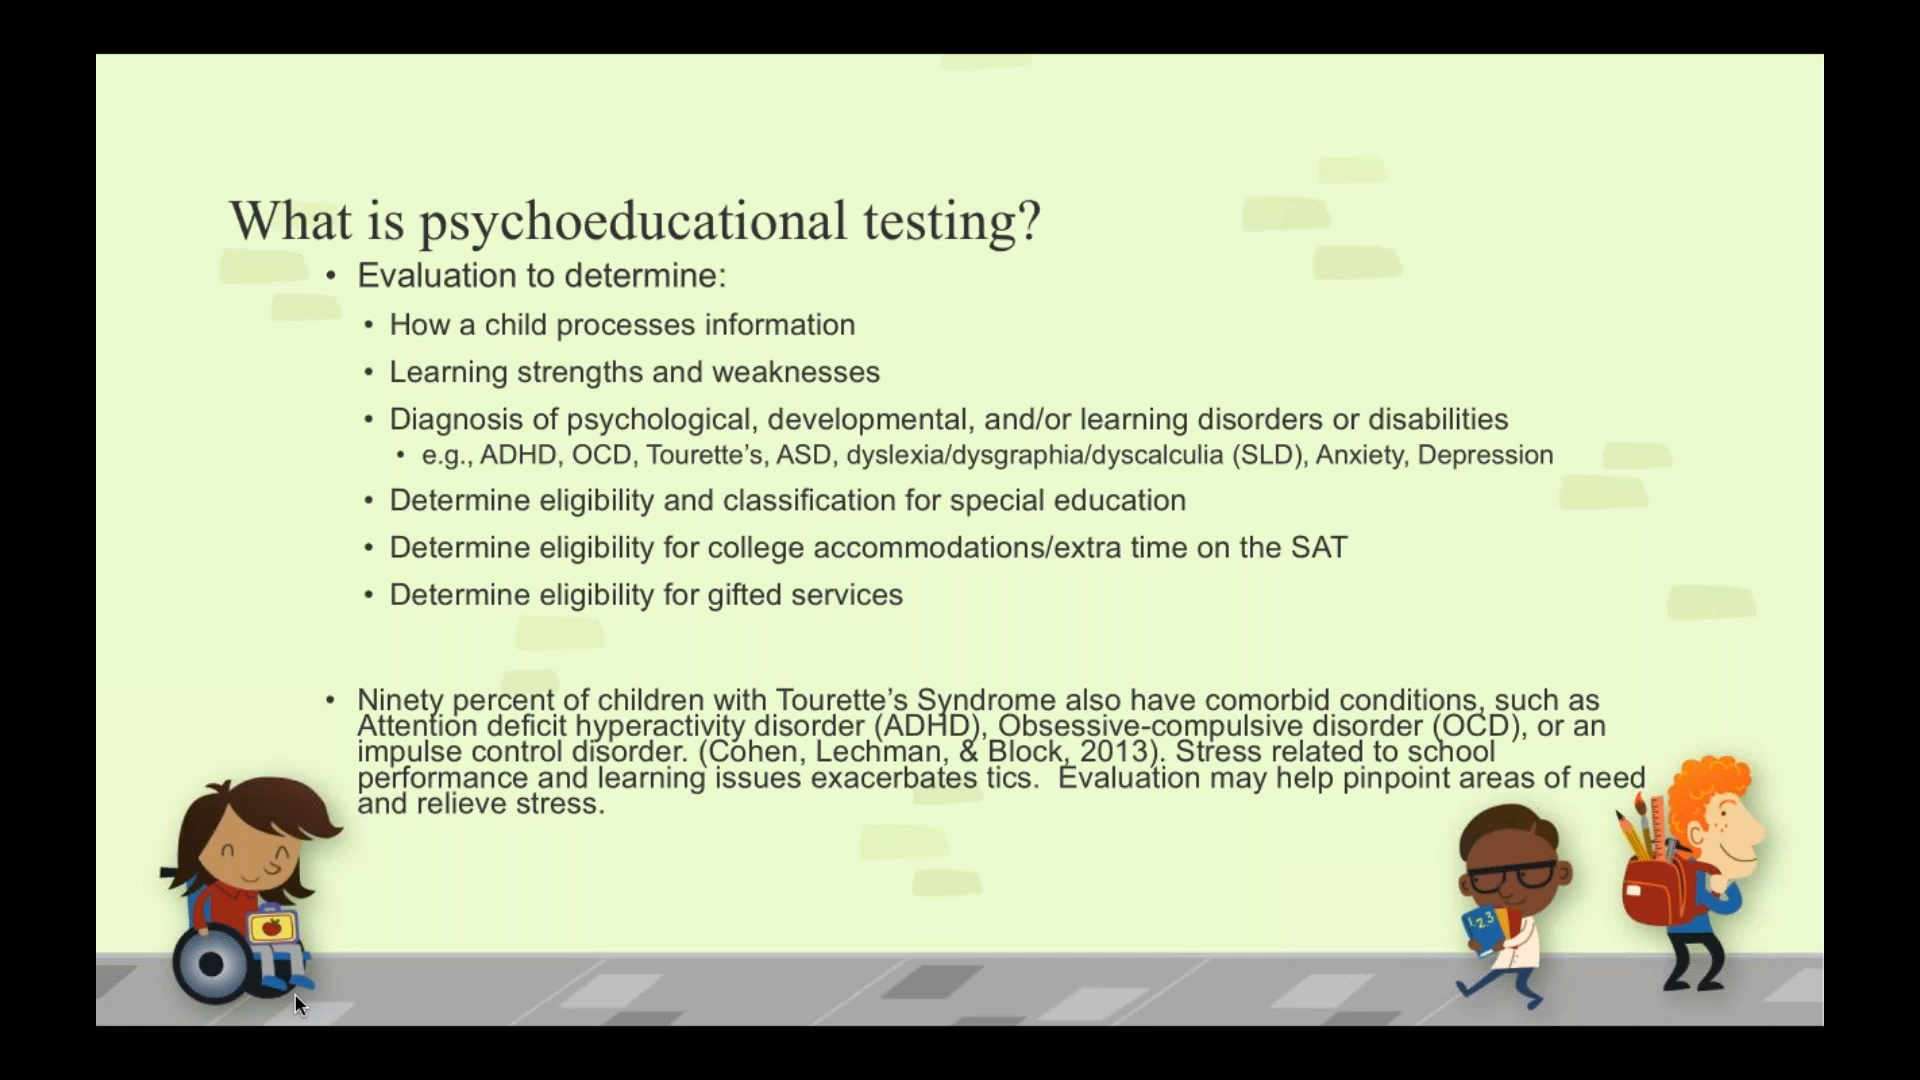 What is psychoeducational testing?
• Evaluation to determine:
• How a child processes information
• Learning strengths and weaknesses
• Diagnosis of psychological, developmental, and/or learning disorders or disabilities
• e.g., ADHD, OCD, Tourette’s, ASD, dyslexia/dysgraphia/dyscalculia (SLD), Anxiety, Depression
• Determine eligibility and classification for special education
• Determine eligibility for college accommodations/extra time on the SAT
• Determine eligibility for gifted services
• Ninety percent of children with Tourette’s Syndrome also have comorbid conditions, such as
Attention deficit hyperactivity disorder (ADHD), Obsessive-compulsive disorder (OCD), or an
impulse control disorder. (Cohen, Lechman, & Block, 2013). Stress related to school
performance and learning issues exacerbates tics.  Evaluation may help pinpoint areas of need
and relieve stress.
1,2,3